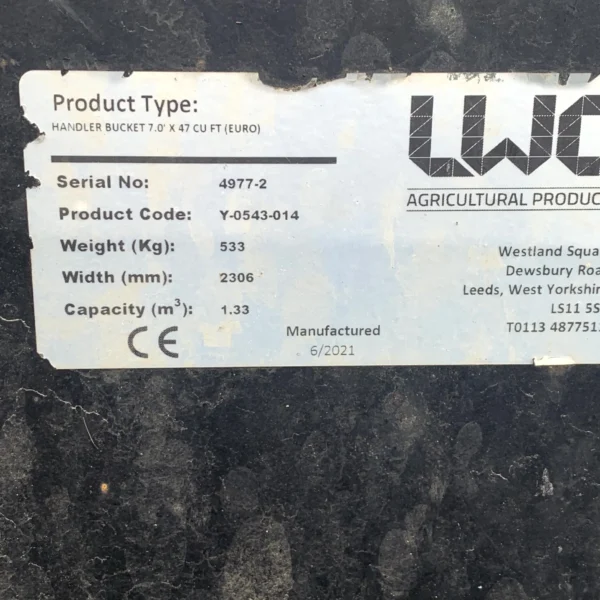 Product Type:
HANDLER BUCKET 7.0' X 47 CU FT (EURO)
Serial No: 4977-2
Product Code: Y-0543-014
Weight (Kg): 533
Width (mm): 2306
Capacity (m³): 1.33
CE
Manufactured
6/2021
LWC
AGRICULTURAL PRODUC
Westland Squa
Dewsbury Roa
Leeds, West Yorkshir
LS11 5S
T0113 487751